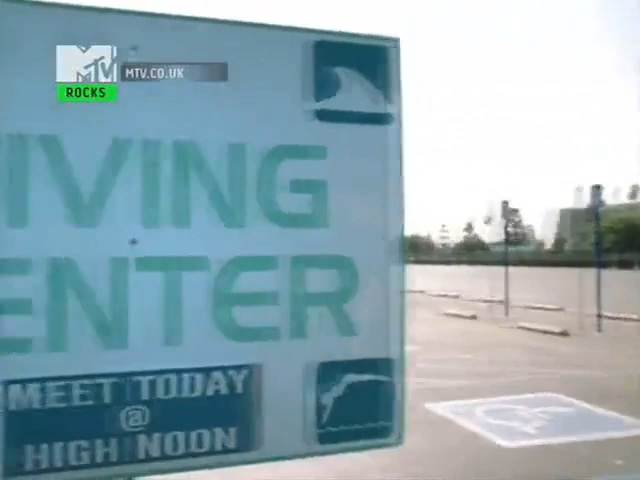 MTV
MTV.CO.UK
ROCKS
IVING
ENTER
MEET TODAY
@
HIGH NOON